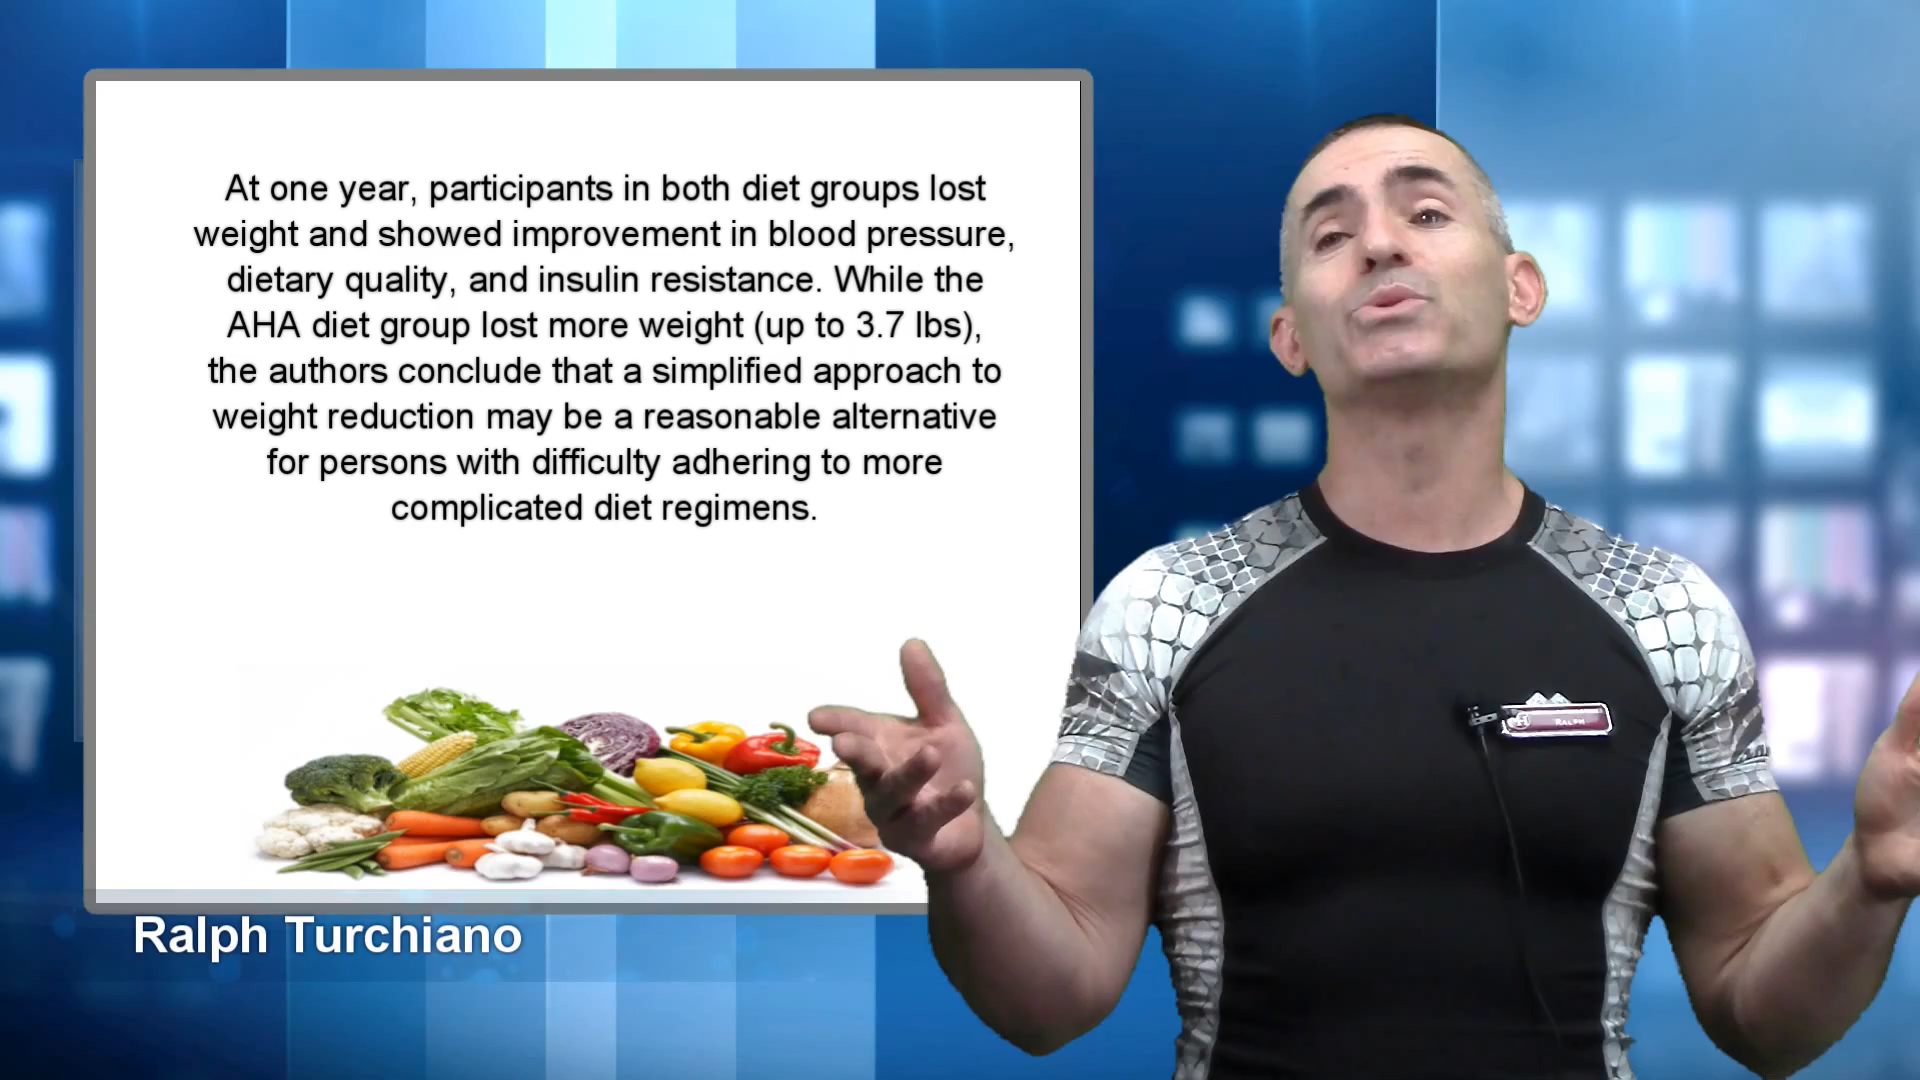 At one year, participants in both diet groups lost
weight and showed improvement in blood pressure,
dietary quality, and insulin resistance. While the
AHA diet group lost more weight (up to 3.7 lbs),
the authors conclude that a simplified approach to
weight reduction may be a reasonable alternative
for persons with difficulty adhering to more
complicated diet regimens.
RALPH
Ralph Turchiano